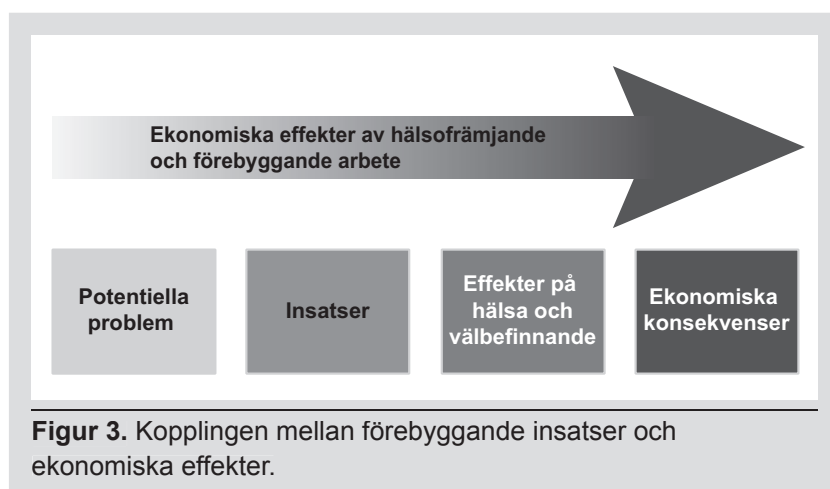 Ekonomiska effekter av hälsofrämjande
och förebyggande arbete
Potentiella
problem
Insatser
Effekter på
hälsa och
välbefinnande
Ekonomiska
konsekvenser
Figur 3. Kopplingen mellan förebyggande insatser och
ekonomiska effekter.